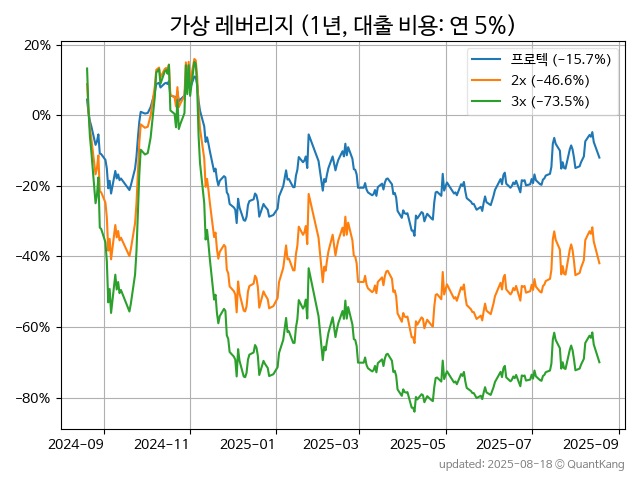 가상 레버리지 (1년, 대출 비용: 연 5%)
프로텍 (-15.7%)
2x (-46.6%)
3x (-73.5%)
20%
0%
-20%
-40%
-60%
-80%
2024-09
2024-11
2025-01
2025-03
2025-05
2025-07
2025-09
updated: 2025-08-18 © QuantKang